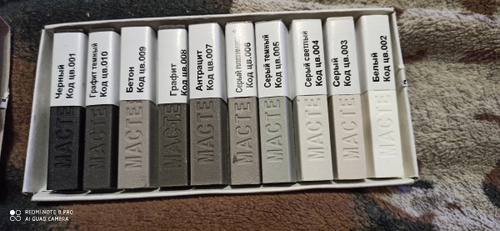 Черный
Код цв.001
МАСТЕ
Графит темный
Код цв.010
МАСТЕ
Бетон
Код цв.009
МАСТЕ
Графит
Код цв.008
МАСТЕ
Антрацит
Код цв.007
МАСТЕ
Серый
Код цв.006
МАСТЕ
Серый темный
Код цв.005
МАСТЕ
Серый светлый
Код цв.004
МАСТЕ
Серый
Код цв.003
МАСТЕ
Белый
Код цв.002
МАСТЕ
REDMI NOTE 8 PRO
AI QUAD CAMERA